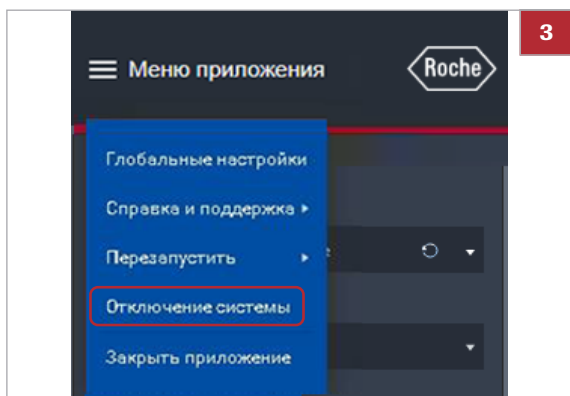 3
Меню приложения
Roche
Глобальные настройки
Справка и поддержка
Перезапустить
Отключение системы
Закрыть приложение